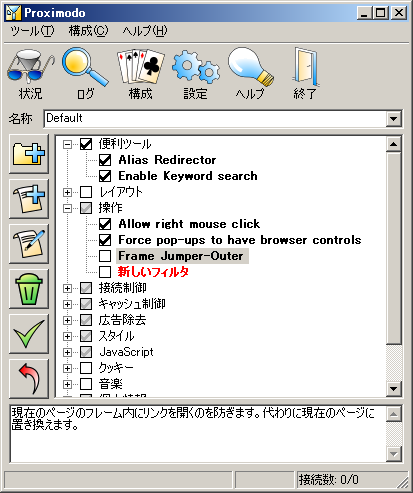 Proximodo
ツール(T) 構成(C) ヘルプ(H)
状況 ログ 構成 設定 ヘルプ 終了
名称 Default
便利ツール
Alias Redirector
Enable Keyword search
レイアウト
操作
Allow right mouse click
Force pop-ups to have browser controls
Frame Jumper-Outer
新しいフィルタ
接続制御
キャッシュ制御
広告除去
スタイル
JavaScript
クッキー
音楽
現在のページのフレーム内にリンクを開くのを防ぎます。代わりに現在のページに
置き換えます。
接続数: 0/0